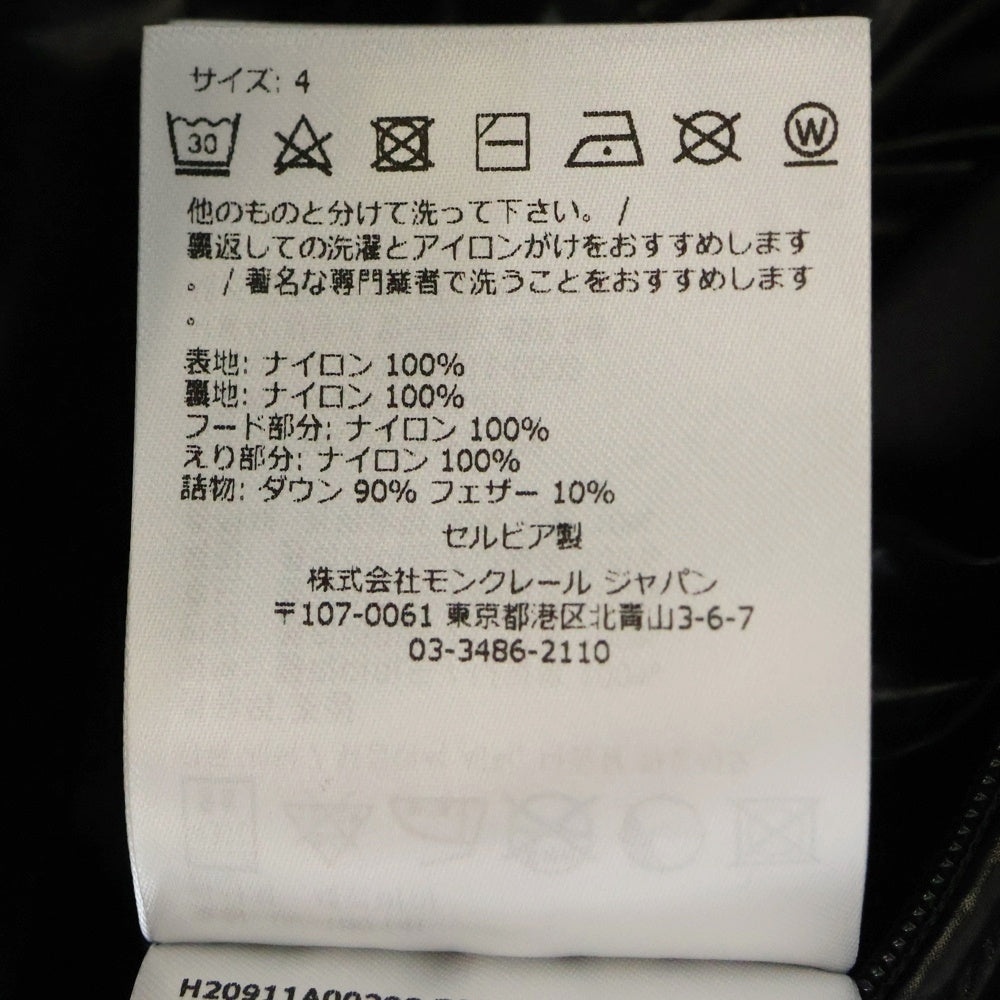 サイズ: 4
30
W
他のものと分けて洗って下さい。 /
裏返しての洗濯とアイロンがけをおすすめします
。 / 著名な専門業者で洗うことをおすすめします
。
表地: ナイロン 100%
裏地: ナイロン 100%
フード部分: ナイロン 100%
えり部分: ナイロン 100%
詰物: ダウン 90% フェザー 10%
セルビア製
株式会社モンクレール ジャパン
〒107-0061 東京都港区北青山3-6-7
03-3486-2110